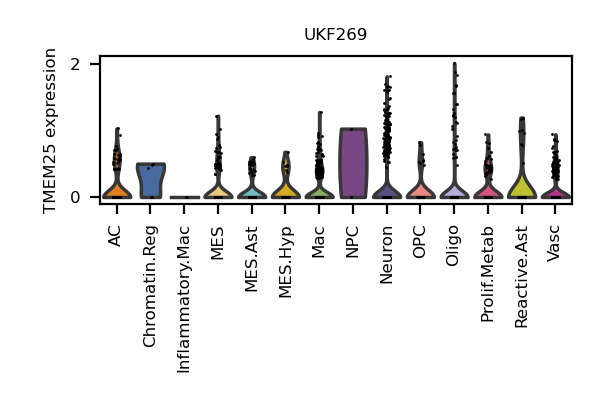 UKF269
TMEM25 expression
2
0
AC
Chromatin.Reg
Inflammatory.Mac
MES
MES.Ast
MES.Hyp
Mac
NPC
Neuron
OPC
Oligo
Prolif.Metab
Reactive.Ast
Vasc